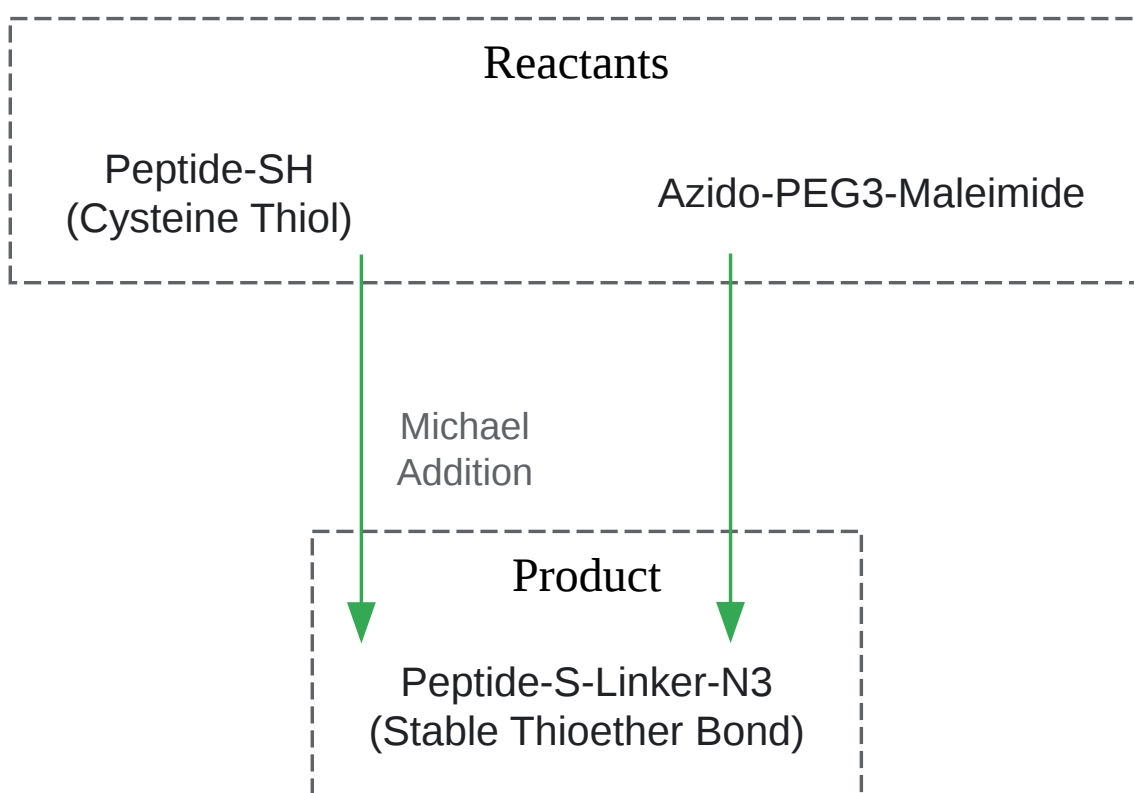 Reactants
Peptide-SH
(Cysteine Thiol)
Azido-PEG3-Maleimide
Michael
Addition
Product
Peptide-S-Linker-N3
(Stable Thioether Bond)